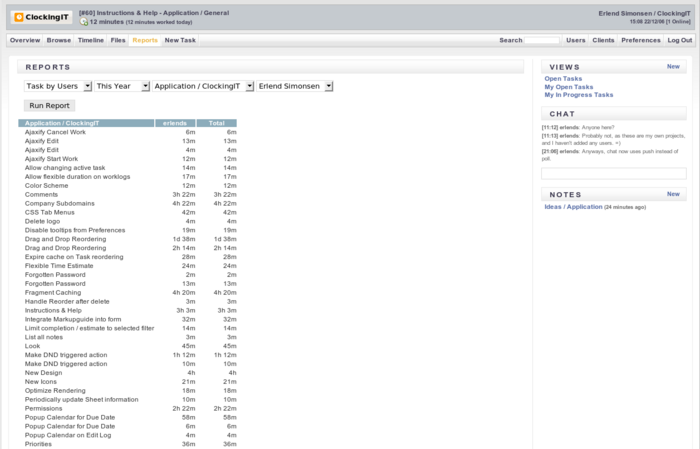 ClockingIT
[#60] Instructions & Help - Application / General
12 minutes (12 minutes worked today)
Erlend Simonsen / ClockingIT
15:08 22/12/06 [1 Online]
Overview Browse Timeline Files Reports New Task Search Users Clients Preferences Log Out
REPORTS
Task by Users This Year Application / ClockingIT Erlend Simonsen
Run Report
Application / ClockingIT erlends Total
Ajaxify Cancel Work 6m 6m
Ajaxify Edit 13m 13m
Ajaxify Edit 4m 4m
Ajaxify Start Work 12m 12m
Allow changing active task 14m 14m
Allow flexible duration on worklogs 17m 17m
Color Scheme 12m 12m
Comments 3h 22m 3h 22m
Company Subdomains 4h 22m 4h 22m
CSS Tab Menus 42m 42m
Delete logo 4m 4m
Disable tooltips from Preferences 19m 19m
Drag and Drop Reordering 1d 38m 1d 38m
Drag and Drop Reordering 2h 14m 2h 14m
Expire cache on Task reordering 28m 28m
Flexible Time Estimate 24m 24m
Forgotten Password 2m 2m
Forgotten Password 13m 13m
Fragment Caching 4h 20m 4h 20m
Handle Reorder after delete 3m 3m
Instructions & Help 3h 3m 3h 3m
Integrate Markupguide into form 32m 32m
Limit completion / estimate to selected filter 14m 14m
List all notes 3m 3m
Look 45m 45m
Make DND triggered action 1h 12m 1h 12m
Make DND triggered action 10m 10m
New Design 4h 4h
New Icons 21m 21m
Optimize Rendering 18m 18m
Periodically update Sheet information 10m 10m
Permissions 2h 22m 2h 22m
Popup Calendar for Due Date 58m 58m
Popup Calendar for Due Date 6m 6m
Popup Calendar on Edit Log 4m 4m
Priorities 36m 36m
VIEWS New
Open Tasks
My Open Tasks
My In Progress Tasks
CHAT
[11:12] erlends: Anyone here?
[11:13] erlends: Probably not, as these are my own projects,
and I haven't added any users. =)
[21:06] erlends: Anyways, chat now uses push instead of
poll.
NOTES New
Ideas / Application (24 minutes ago)